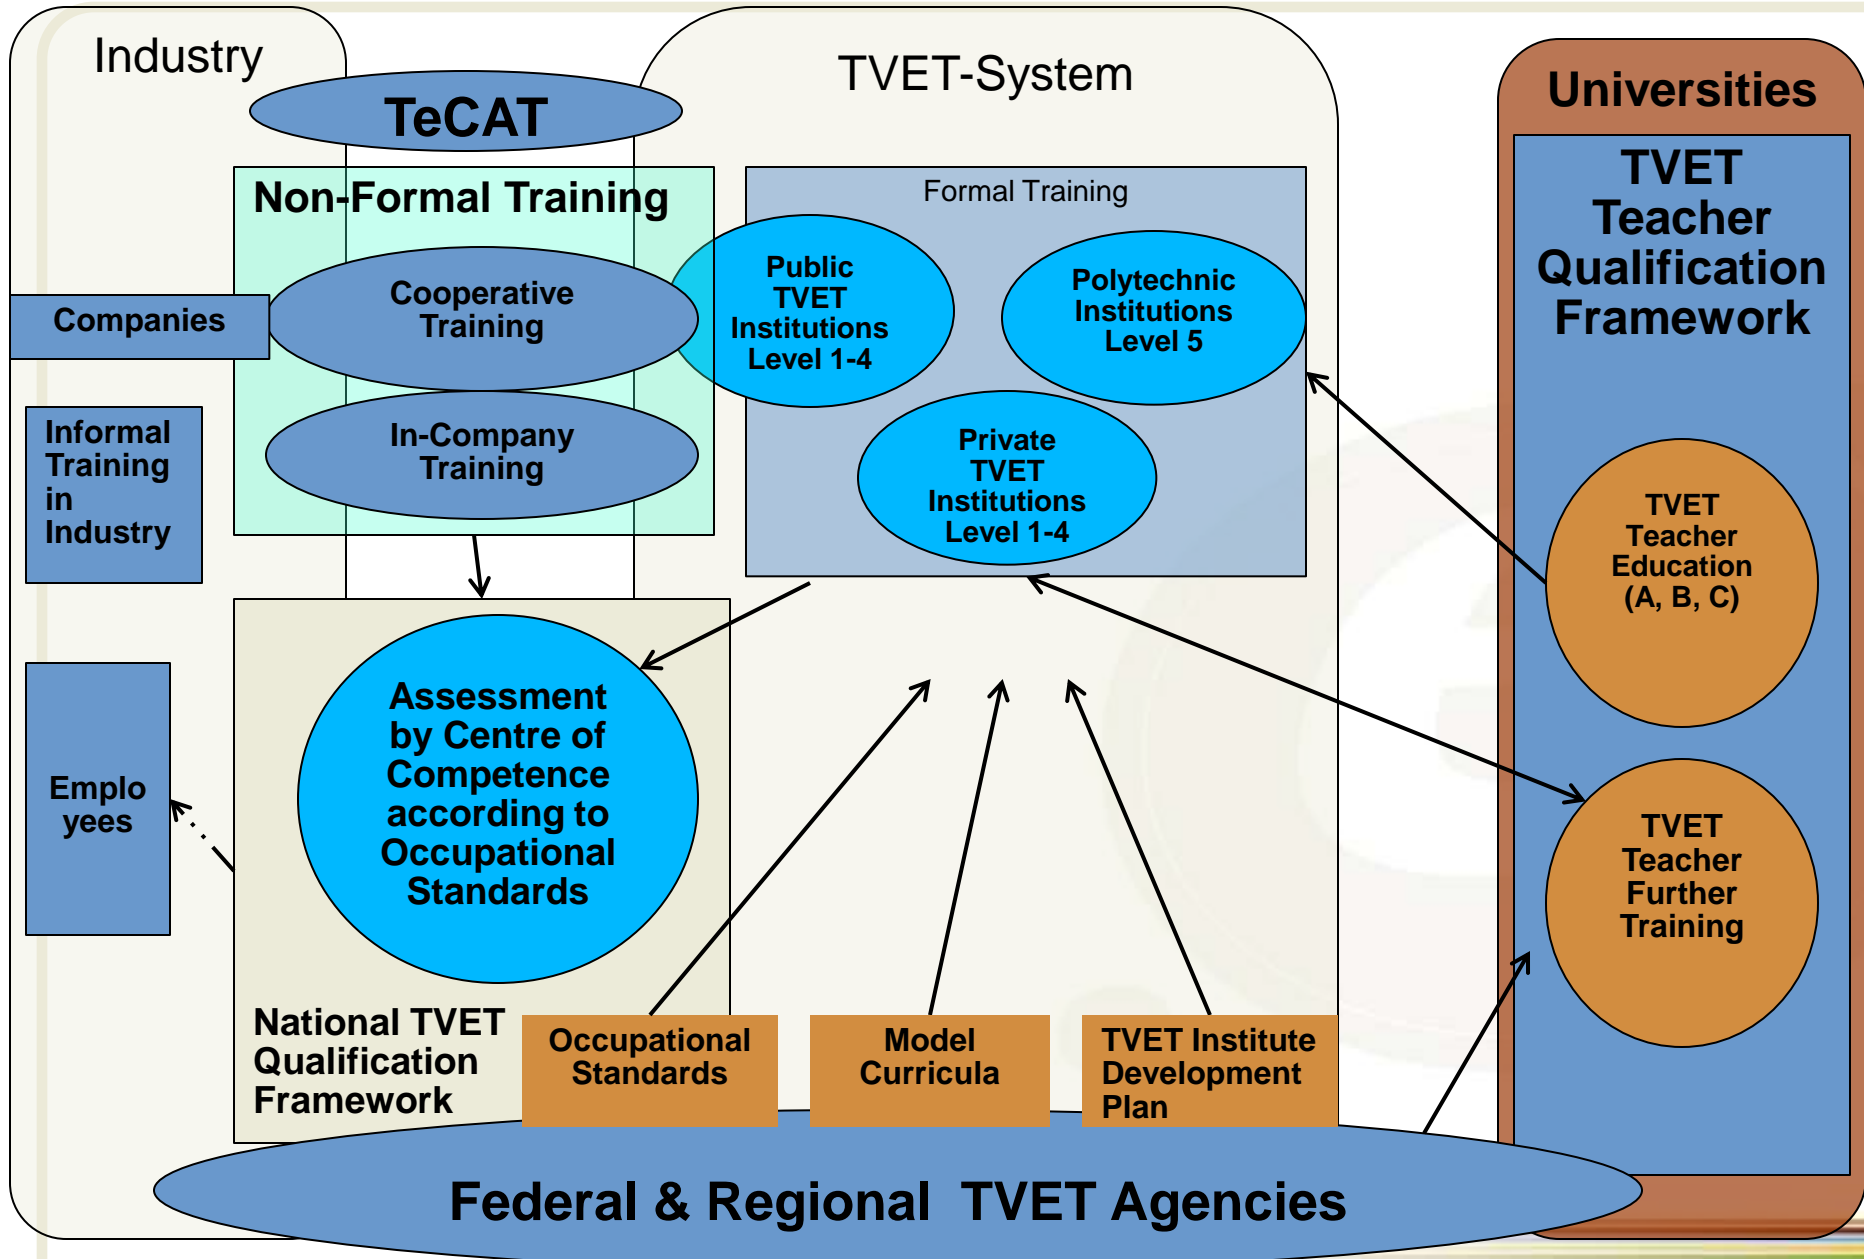 Industry
TeCAT
TVET-System
Universities
Non-Formal Training
Formal Training
TVET
Teacher
Qualification
Framework
Cooperative
Training
Companies
Public
TVET
Institutions
Level 1-4
Polytechnic
Institutions
Level 5
In-Company
Training
Private
TVET
Institutions
Level 1-4
Informal
Training
in
Industry
TVET
Teacher
Education
(A, B, C)
Assessment
by Centre of
Competence
according to
Occupational
Standards
Emplo
yees
TVET
Teacher
Further
Training
National TVET
Qualification
Framework
Occupational
Standards
Model
Curricula
TVET Institute
Development
Plan
Federal & Regional  TVET Agencies